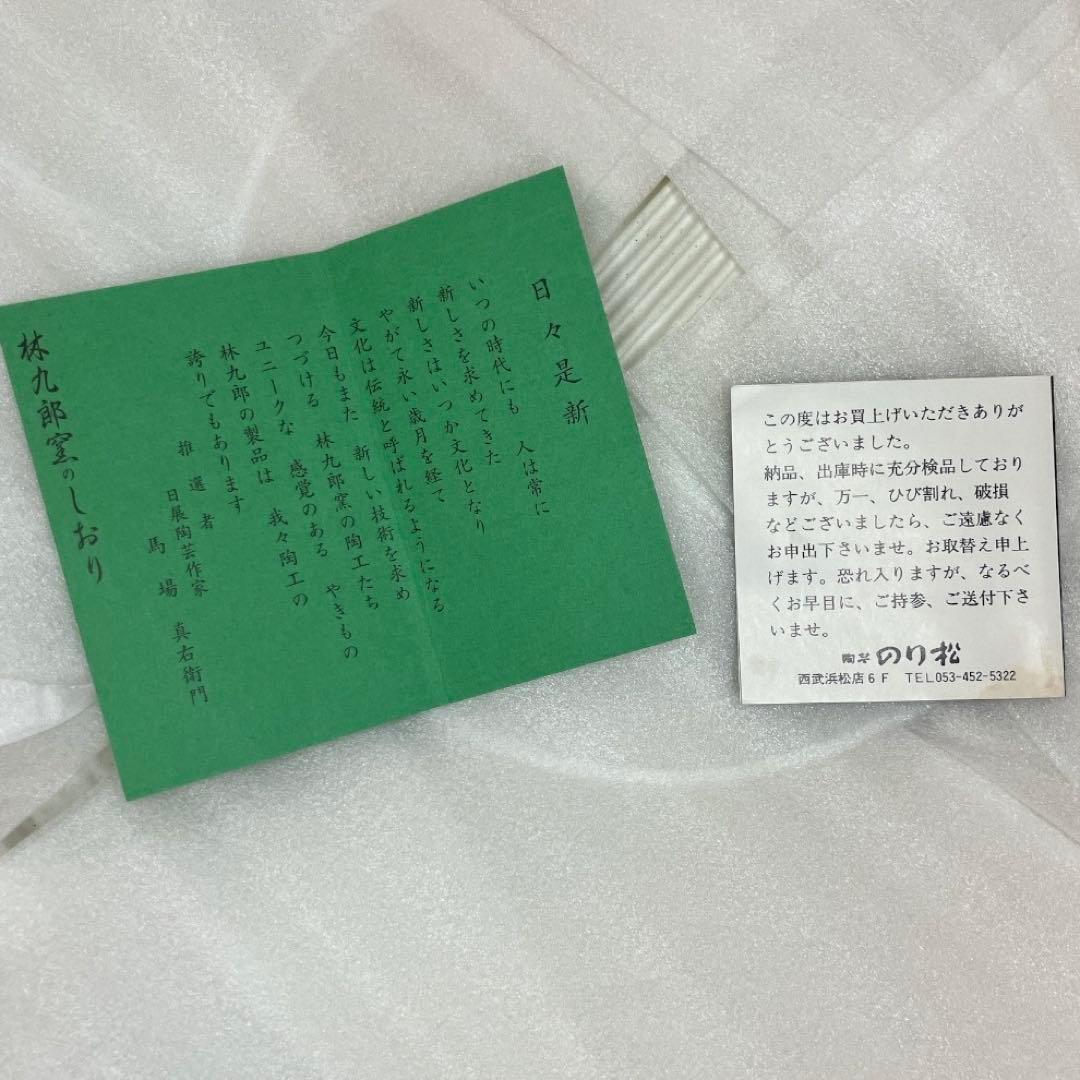 日々是新
いつの時代にも　人は常に
新しさを求めてきた
新しさはいつか文化となり
やがて永い歳月を経て
文化は伝統と呼ばれるようになる
今日もまた　新しい技術を求め
つづける　林九郎窯の陶工たち
ユニークな　感覚のある　やきもの
林九郎の製品は　我々陶工の
誇りでもあります
推選者
日展陶芸作家
馬場　真右衛門
林九郎窯のしおり
この度はお買上げいただきありが
とうございました。
納品、出庫時に充分検品しており
ますが、万一、ひび割れ、破損
などございましたら、ご遠慮なく
お申出下さいませ。お取替え申上
げます。恐れ入りますが、なるべ
くお早目に、ご持参、ご送付下さ
いませ。
陶芸 のり松
西武浜松店6F TEL053-452-5322